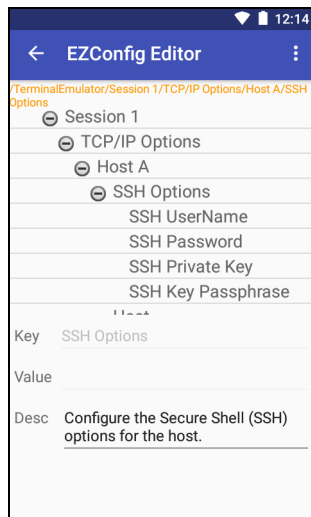 12:14
EZConfig Editor
/TerminalEmulator/Session 1/TCP/IP Options/Host A/SSH
Options
Session 1
TCP/IP Options
Host A
SSH Options
SSH UserName
SSH Password
SSH Private Key
SSH Key Passphrase
Key SSH Options
Value
Desc Configure the Secure Shell (SSH)
options for the host.